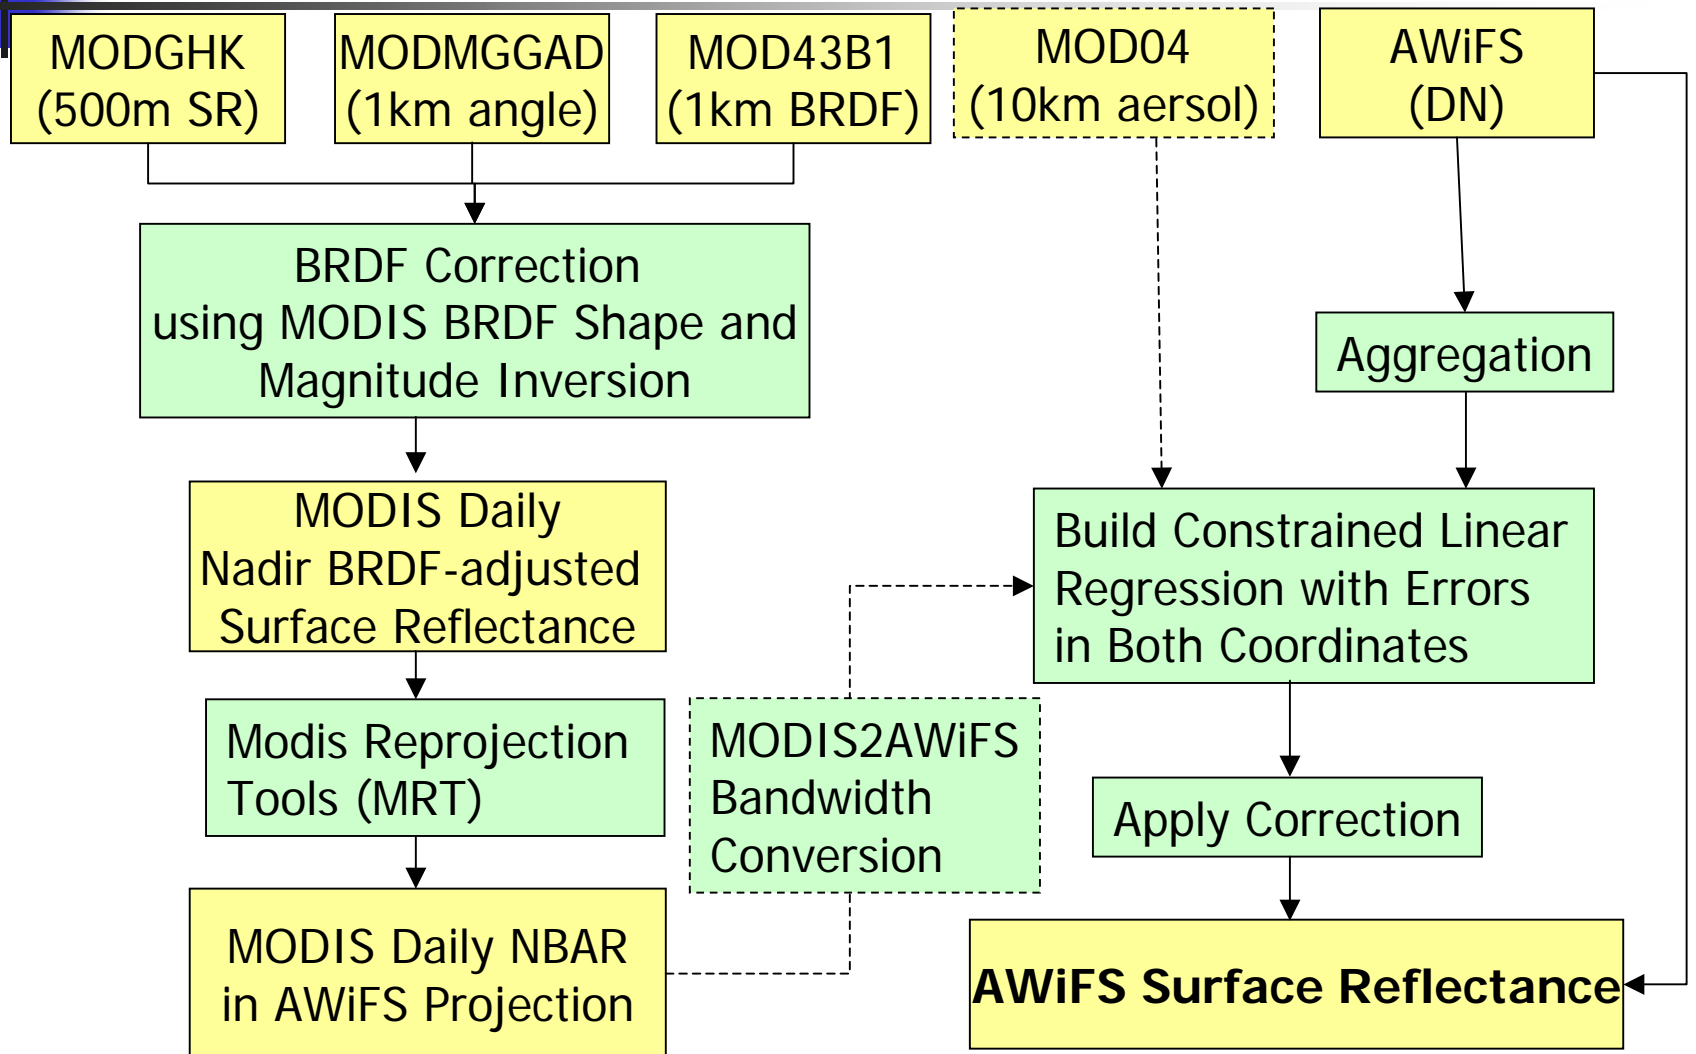 MODGHK
(500m SR)
MODMGGAD
(1km angle)
MOD43B1
(1km BRDF)
MOD04
(10km aersol)
AWiFS
(DN)
BRDF Correction
using MODIS BRDF Shape and
Magnitude Inversion
Aggregation
MODIS Daily
Nadir BRDF-adjusted
Surface Reflectance
Build Constrained Linear
Regression with Errors
in Both Coordinates
Modis Reprojection
Tools (MRT)
MODIS2AWiFS
Bandwidth
Conversion
Apply Correction
MODIS Daily NBAR
in AWiFS Projection
AWiFS Surface Reflectance